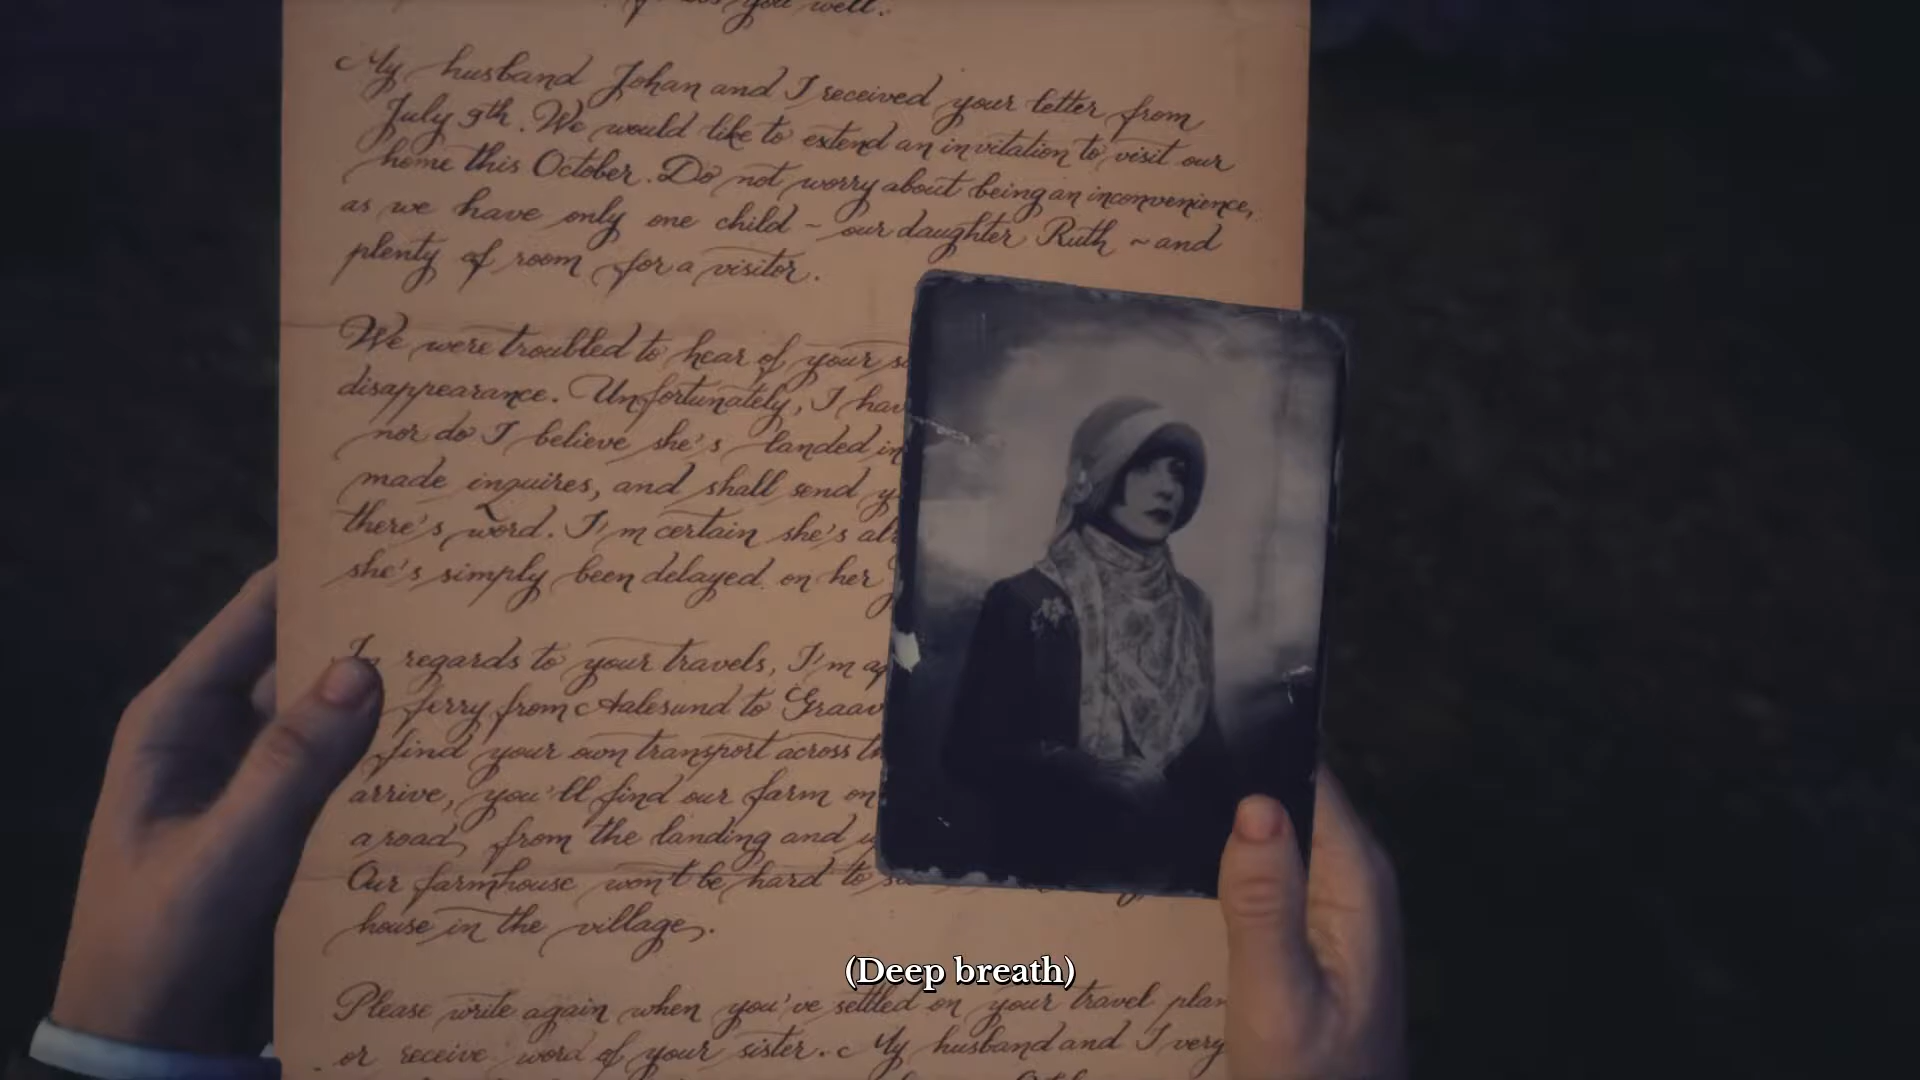 you well.
My husband Johan and I received your letter from
July 9th. We would like to extend an invitation to visit our
home this October. Do not worry about being an inconvenience,
as we have only one child ~ our daughter Ruth ~ and
plenty of room for a visitor.
We were troubled to hear of your
disappearance. Unfortunately, I
nor do I believe she's landed in
made inquires, and shall send
there's word. I'm certain she's
she's simply been delayed on her
In regards to your travels, I'm
ferry from Aalesund to
find your own transport across
arrive, you'll find our farm on
a road, from the landing and
Our farmhouse won't be hard to
house in the village.
(Deep breath)
Please write again when you've settled on your travel
or receive word of your sister. My husband and I very